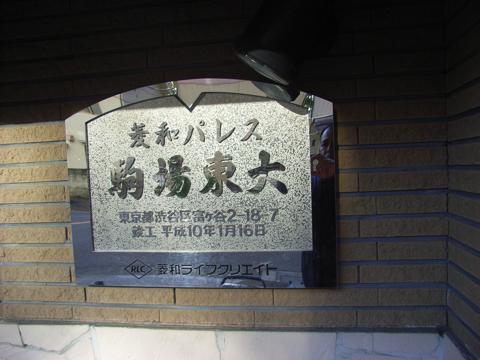 菱和パレス
駒場東大
東京都渋谷区富ヶ谷2-18-7
竣工 平成10年1月16日
RLC 菱和ライフクリエイト